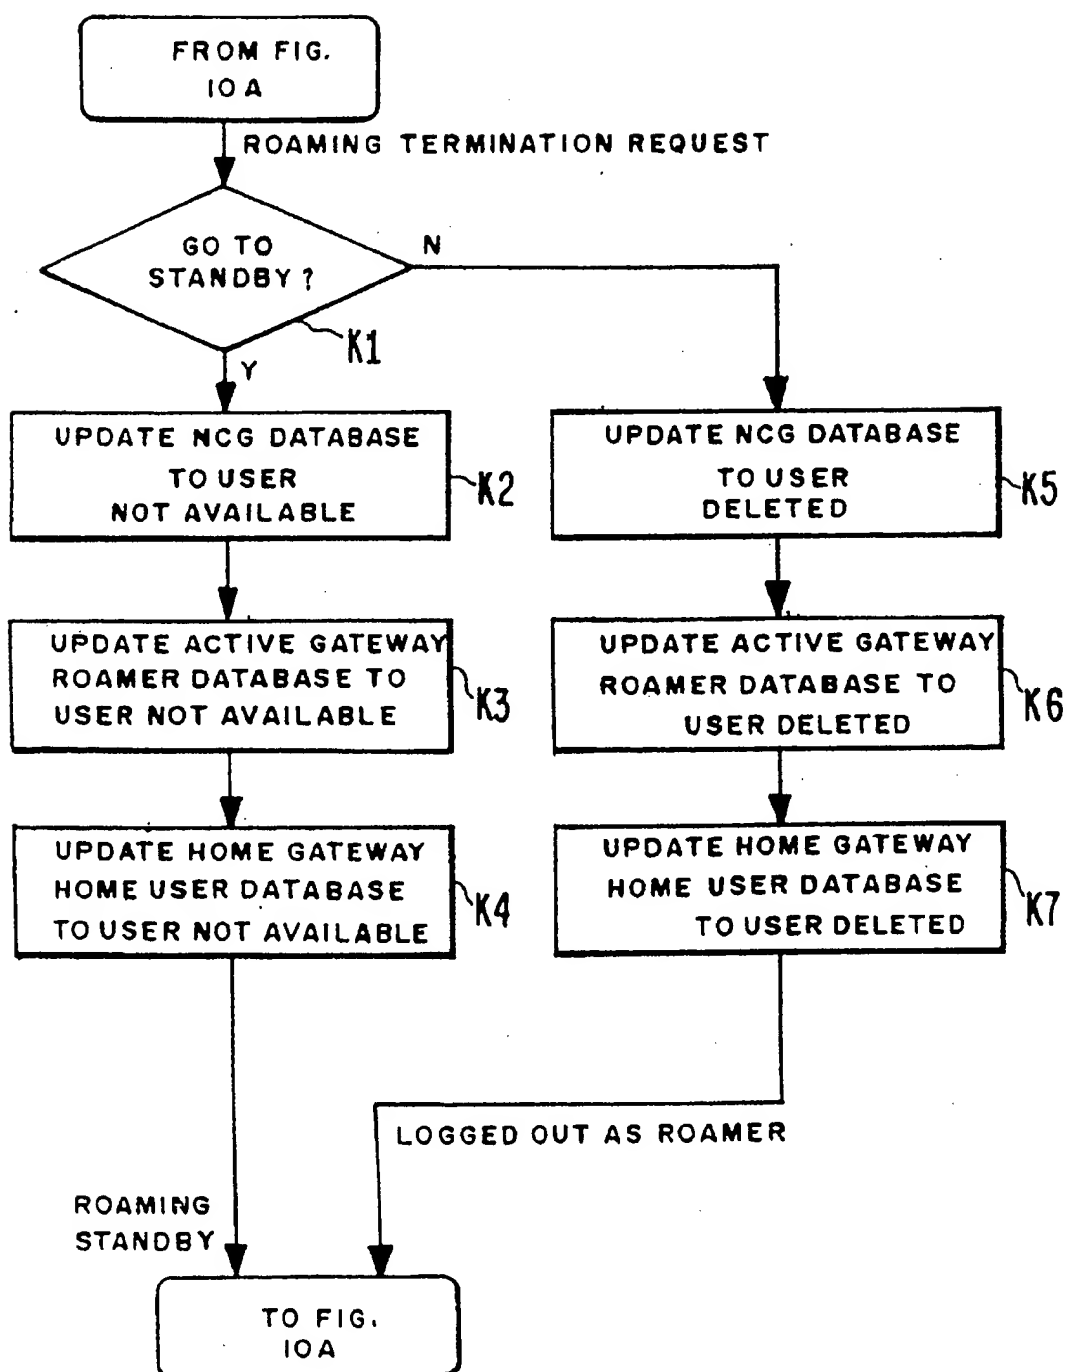 FROM FIG.
10A
ROAMING TERMINATION REQUEST
GO TO
STANDBY?
N
K1
Y
UPDATE NCG DATABASE
TO USER
NOT AVAILABLE
K2
UPDATE NCG DATABASE
TO USER
DELETED
K5
UPDATE ACTIVE GATEWAY
ROAMER DATABASE TO
USER NOT AVAILABLE
K3
UPDATE ACTIVE GATEWAY
ROAMER DATABASE TO
USER DELETED
K6
UPDATE HOME GATEWAY
HOME USER DATABASE
TO USER NOT AVAILABLE
K4
UPDATE HOME GATEWAY
HOME USER DATABASE
TO USER DELETED
K7
LOGGED OUT AS ROAMER
ROAMING
STANDBY
TO FIG.
10A